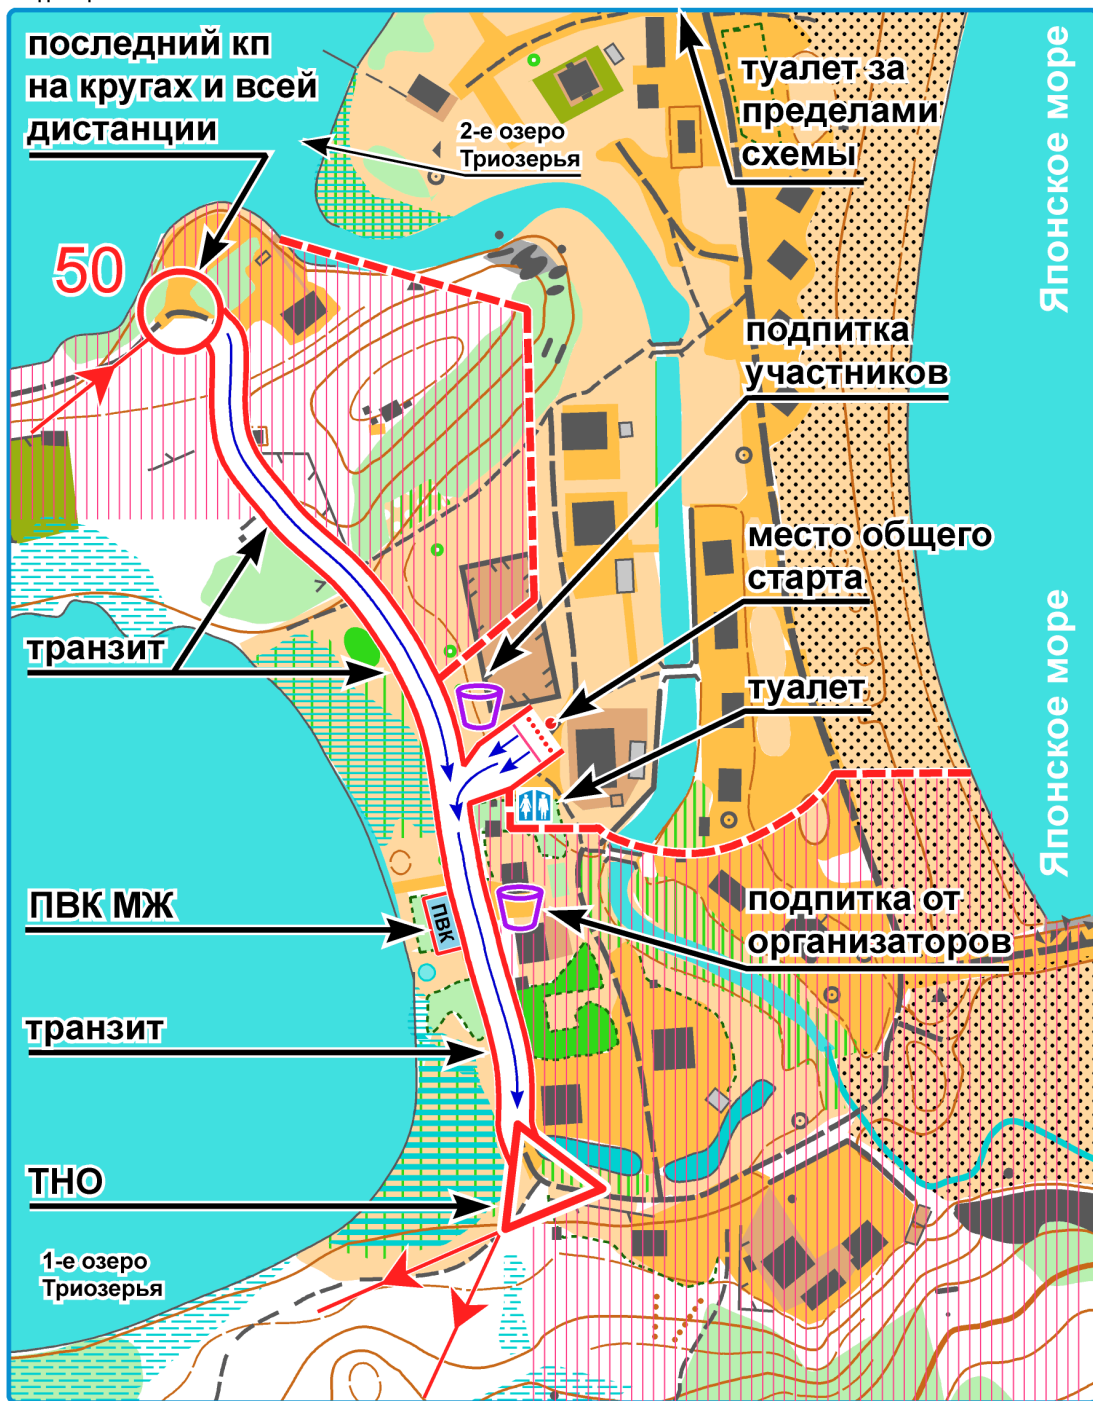 последний кп
на кругах и всей
дистанции
2-е озеро
Триозерья
туалет за
пределами
схемы
Японское море
50
подпитка
участников
место общего
старта
транзит
туалет
Японское море
ПВК МЖ
ПВК
подпитка от
организаторов
транзит
ТНО
1-е озеро
Триозерья